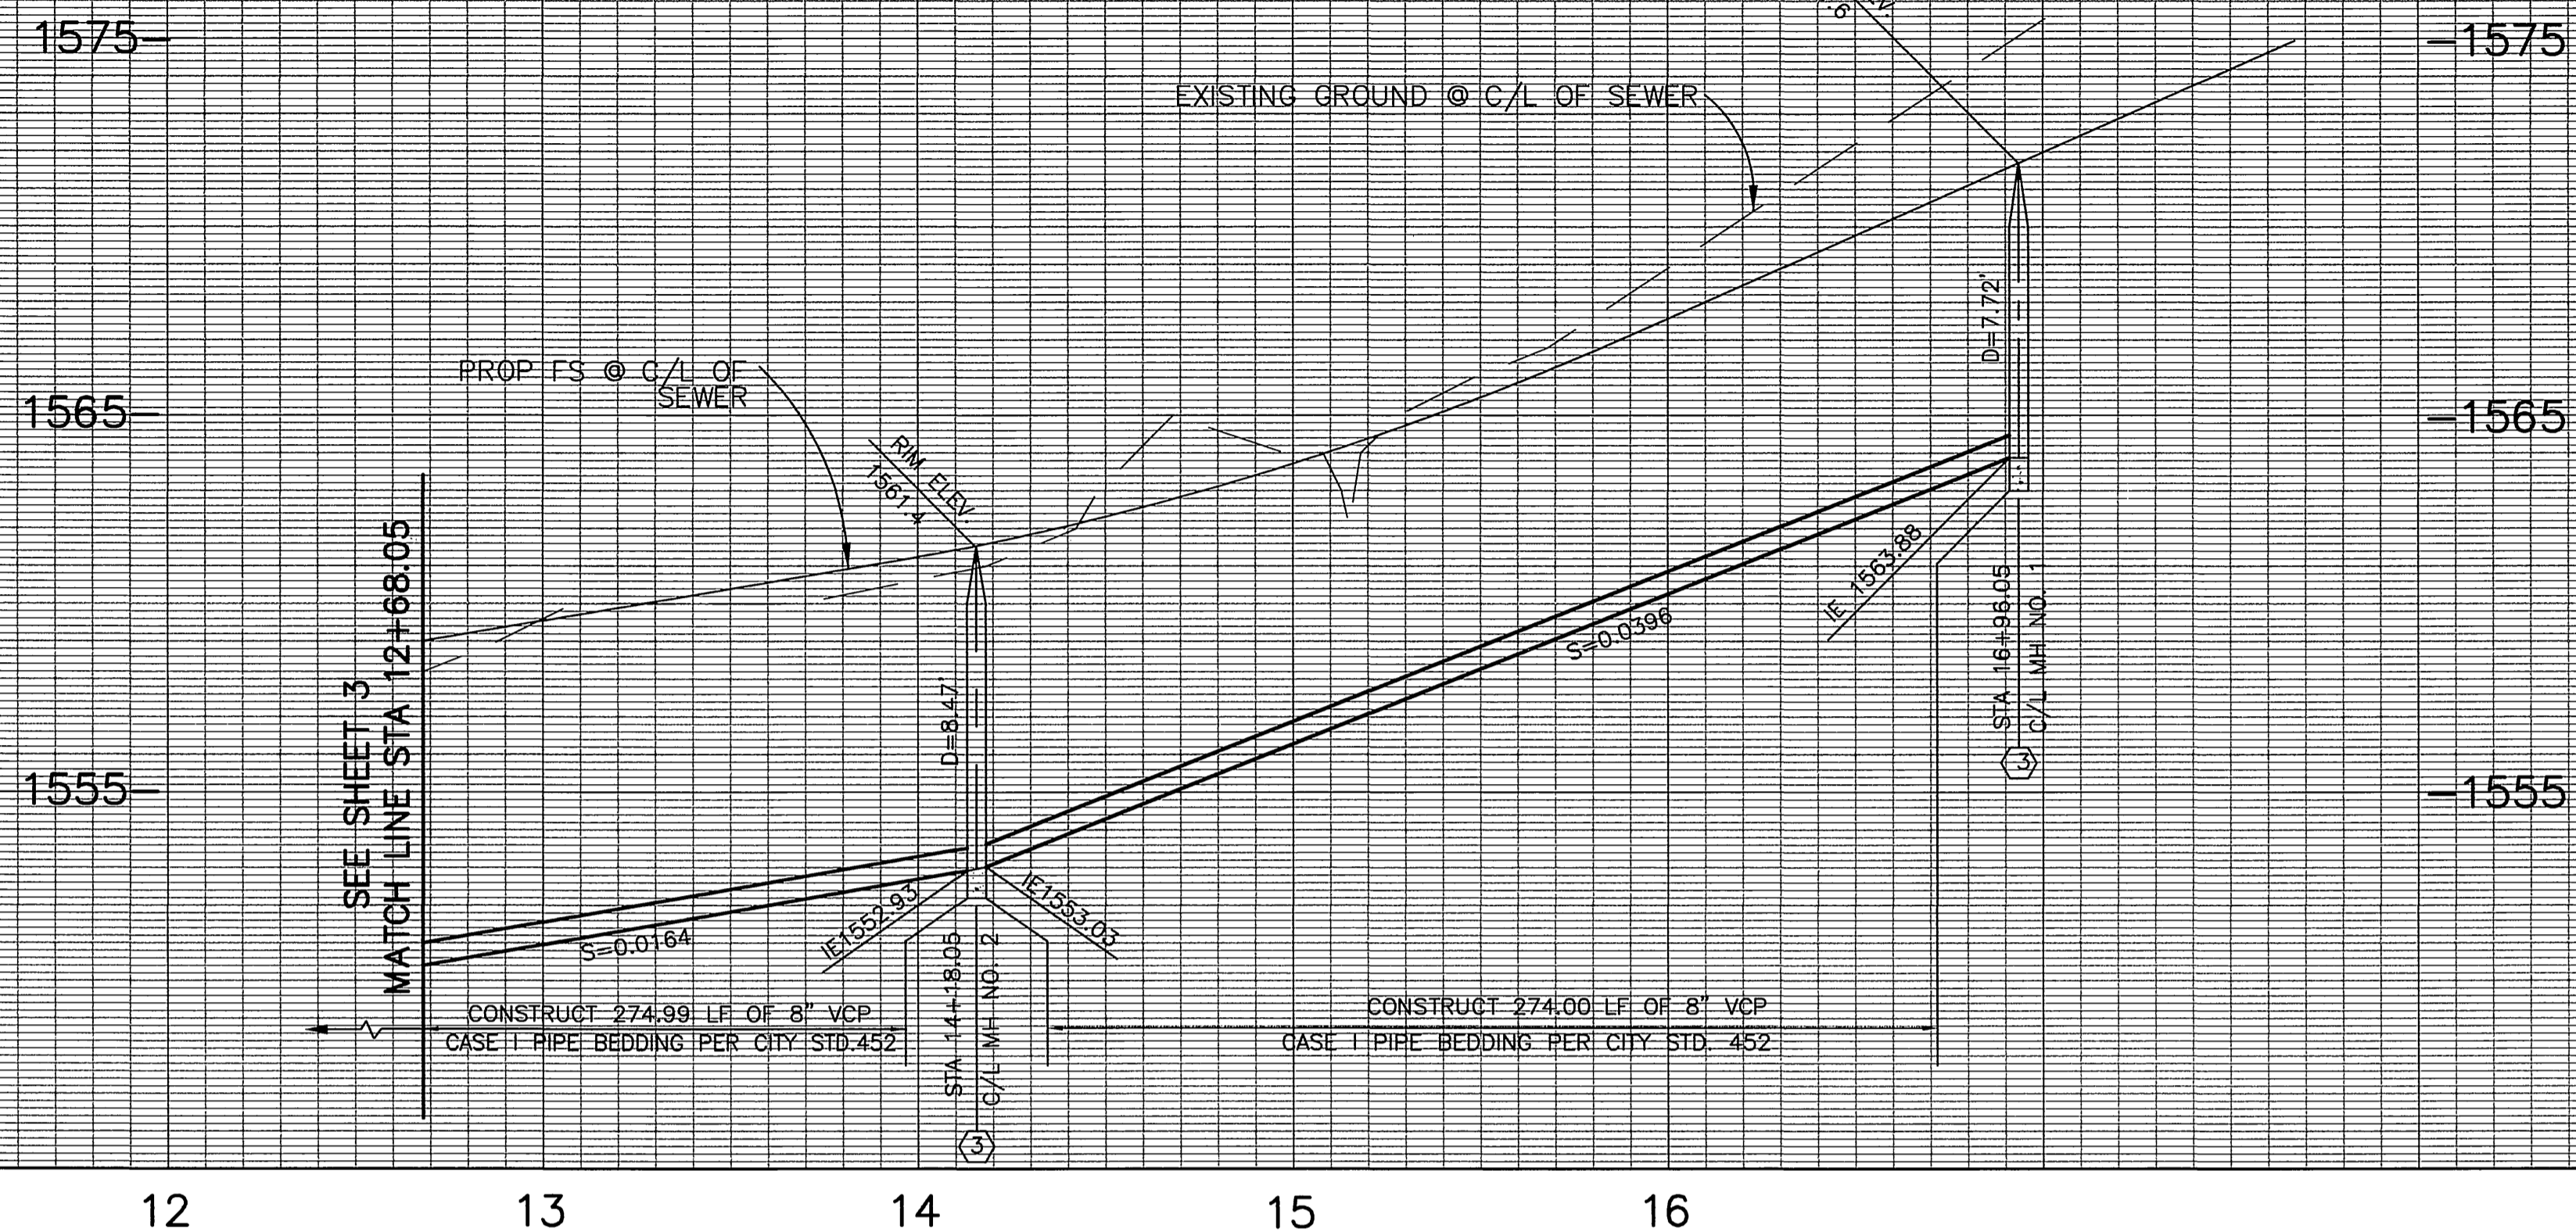 1575
1575
.6
V.
EXISTING GROUND @ C/L OF SEWER
D=7.72'
PROP FS @ C/L OF
SEWER
1565
1565
RIM ELEV.
1561.4
SEE SHEET 3
MATCH LINE STA 12+68.05
IE 1563.88
S=0.0396
STA 16+96.05
C/L MH NO.
3
D=8.47'
1555
1555
S=0.0164
IE1552.93
IE1553.03
STA 14+18.05
C/L MH NO. 2
CONSTRUCT 274.99 LF OF 8" VCP
CASE I PIPE BEDDING PER CITY STD.452
CONSTRUCT 274.00 LF OF 8" VCP
CASE I PIPE BEDDING PER CITY STD. 452
3
12 13 14 15 16